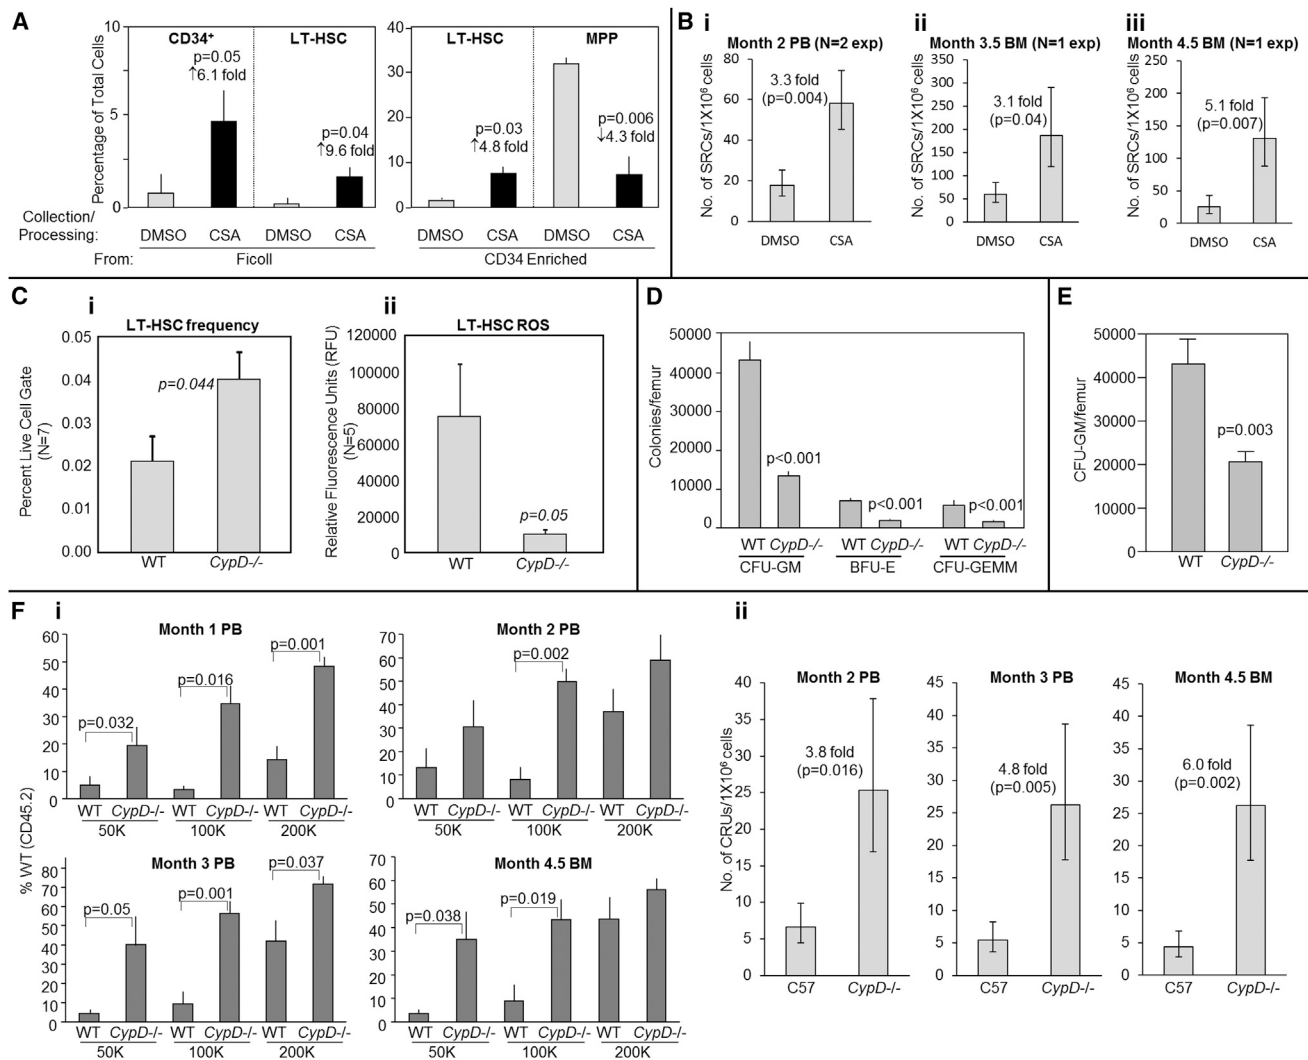 A
Percentage of Total Cells
10
5
0
CD34⁺
p=0.05
↑6.1 fold
LT-HSC
p=0.04
↑9.6 fold
40
30
20
10
0
LT-HSC
p=0.03
↑4.8 fold
MPP
p=0.006
↓4.3 fold
Collection/
Processing:
DMSO CSA DMSO CSA DMSO CSA DMSO CSA
From: Ficoll CD34 Enriched
B
i
Month 2 PB (N=2 exp)
No. of SRCs/1X10⁶ cells
80
60
40
20
0
3.3 fold
(p=0.004)
DMSO CSA
ii
Month 3.5 BM (N=1 exp)
No. of SRCs/1X10⁶ cells
350
300
250
200
150
100
50
0
3.1 fold
(p=0.04)
DMSO CSA
iii
Month 4.5 BM (N=1 exp)
No. of SRCs/1X10⁶ cells
250
200
150
100
50
0
5.1 fold
(p=0.007)
DMSO CSA
C
i
LT-HSC frequency
Percent Live Cell Gate
(N=7)
0.05
0.04
0.03
0.02
0.01
0.00
p=0.044
WT CypD-/-
ii
LT-HSC ROS
Relative Fluorescence Units (RFU)
(N=5)
120000
100000
80000
60000
40000
20000
0
p=0.05
WT CypD-/-
D
Colonies/femur
50000
40000
30000
20000
10000
0
p<0.001
p<0.001
p<0.001
WT CypD-/- WT CypD-/- WT CypD-/-
CFU-GM BFU-E CFU-GEMM
E
CFU-GM/femur
50000
40000
30000
20000
10000
0
p=0.003
WT CypD-/-
F
i
% WT (CD45.2)
Month 1 PB
60
50
40
30
20
10
0
p=0.032
p=0.016
p=0.001
WT CypD-/- WT CypD-/- WT CypD-/-
50K 100K 200K
Month 2 PB
70
60
50
40
30
20
10
0
p=0.002
WT CypD-/- WT CypD-/- WT CypD-/-
50K 100K 200K
Month 3 PB
80
70
60
50
40
30
20
10
0
p=0.05
p=0.001
p=0.037
WT CypD-/- WT CypD-/- WT CypD-/-
50K 100K 200K
Month 4.5 BM
70
60
50
40
30
20
10
0
p=0.038
p=0.019
WT CypD-/- WT CypD-/- WT CypD-/-
50K 100K 200K
ii
No. of CRUs/1X10⁶ cells
Month 2 PB
40
35
30
25
20
15
10
5
0
3.8 fold
(p=0.016)
C57 CypD-/-
Month 3 PB
45
40
35
30
25
20
15
10
5
0
4.8 fold
(p=0.005)
C57 CypD-/-
Month 4.5 BM
45
40
35
30
25
20
15
10
5
0
6.0 fold
(p=0.002)
C57 CypD-/-